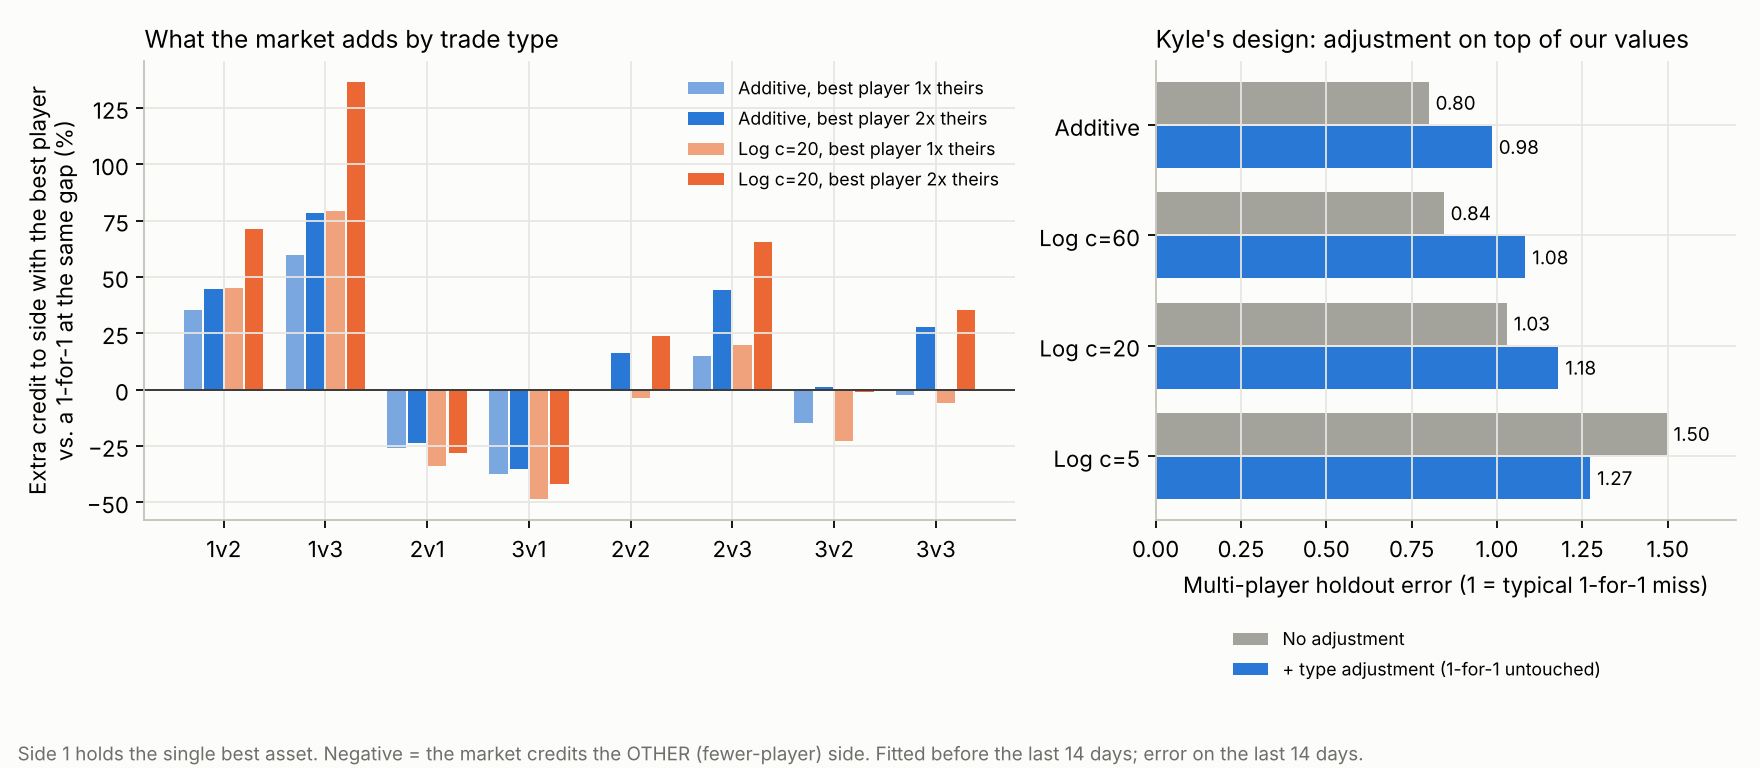 What the market adds by trade type
Extra credit to side with the best player
vs. a 1-for-1 at the same gap (%)
125
100
75
50
25
0
−25
−50
Additive, best player 1x theirs
Additive, best player 2x theirs
Log c=20, best player 1x theirs
Log c=20, best player 2x theirs
1v2
1v3
2v1
3v1
2v2
2v3
3v2
3v3
Kyle's design: adjustment on top of our values
Additive
0.80
0.98
Log c=60
0.84
1.08
Log c=20
1.03
1.18
Log c=5
1.50
1.27
0.00
0.25
0.50
0.75
1.00
1.25
1.50
Multi-player holdout error (1 = typical 1-for-1 miss)
No adjustment
+ type adjustment (1-for-1 untouched)
Side 1 holds the single best asset. Negative = the market credits the OTHER (fewer-player) side. Fitted before the last 14 days; error on the last 14 days.